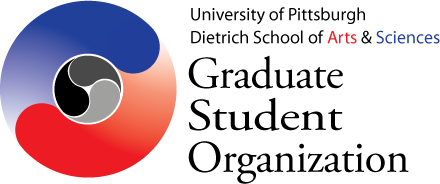 University of Pittsburgh
Dietrich School of Arts & Sciences
Graduate
Student
Organization